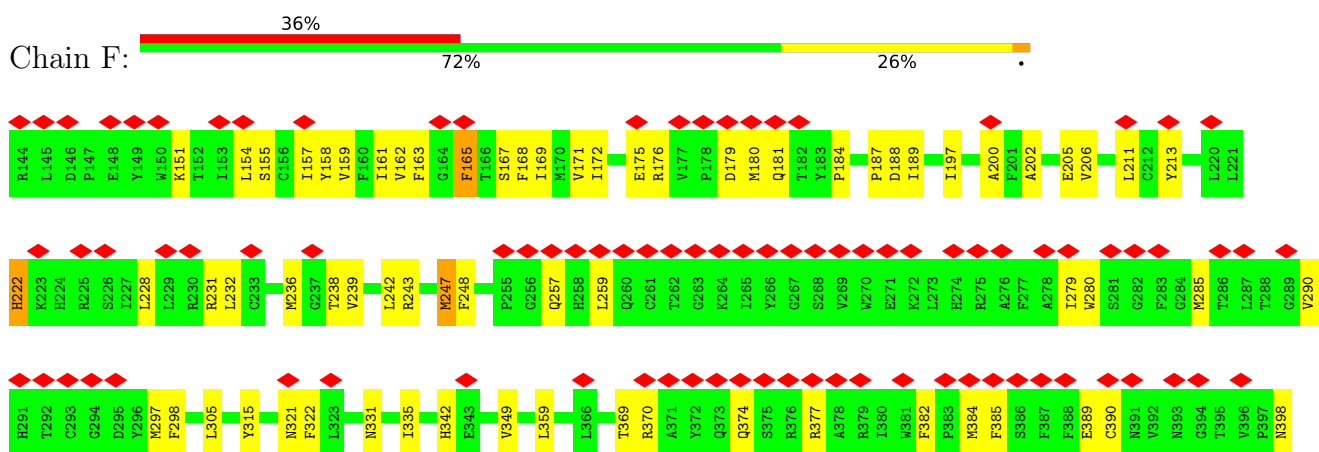 36%
Chain F:
72% 26% •
R144 L145 D146 P147 E148 Y149 W150 K151 T152 I153 L154 S155 C156 I157 Y158 V159 F160 I161 V162 F163 G164 F165 T166 S167 F168 I169 M170 V171 I172 E175 R176 V177 P178 D179 M180 Q181 T182 Y183 P184 P187 D188 I189 I197 A200 F201 A202 E205 V206 L211 C212 Y213 L220 L221
H222 K223 H224 R225 S226 I227 L228 L229 R230 R231 L232 C233 M236 G237 T238 V239 L242 R243 M247 F248 P255 G256 Q257 H258 L259 Q260 C261 T262 G263 K264 I265 Y266 G267 S268 V269 W270 E271 K272 L273 H274 R275 A276 F277 A278 I279 W280 S281 G282 F283 G284 M285 T286 L287 T288 G289 V290
H291 T292 C293 G294 D295 Y296 M297 F298 L305 Y315 N321 F322 L323 N331 I335 H342 E343 V349 L359 L366 T369 R370 A371 Y372 Q373 Q374 S375 R376 R377 A378 R379 I380 W381 F382 P383 M384 F385 S386 F387 F388 E389 C390 N391 V392 N393 G394 T395 V396 P397 N398